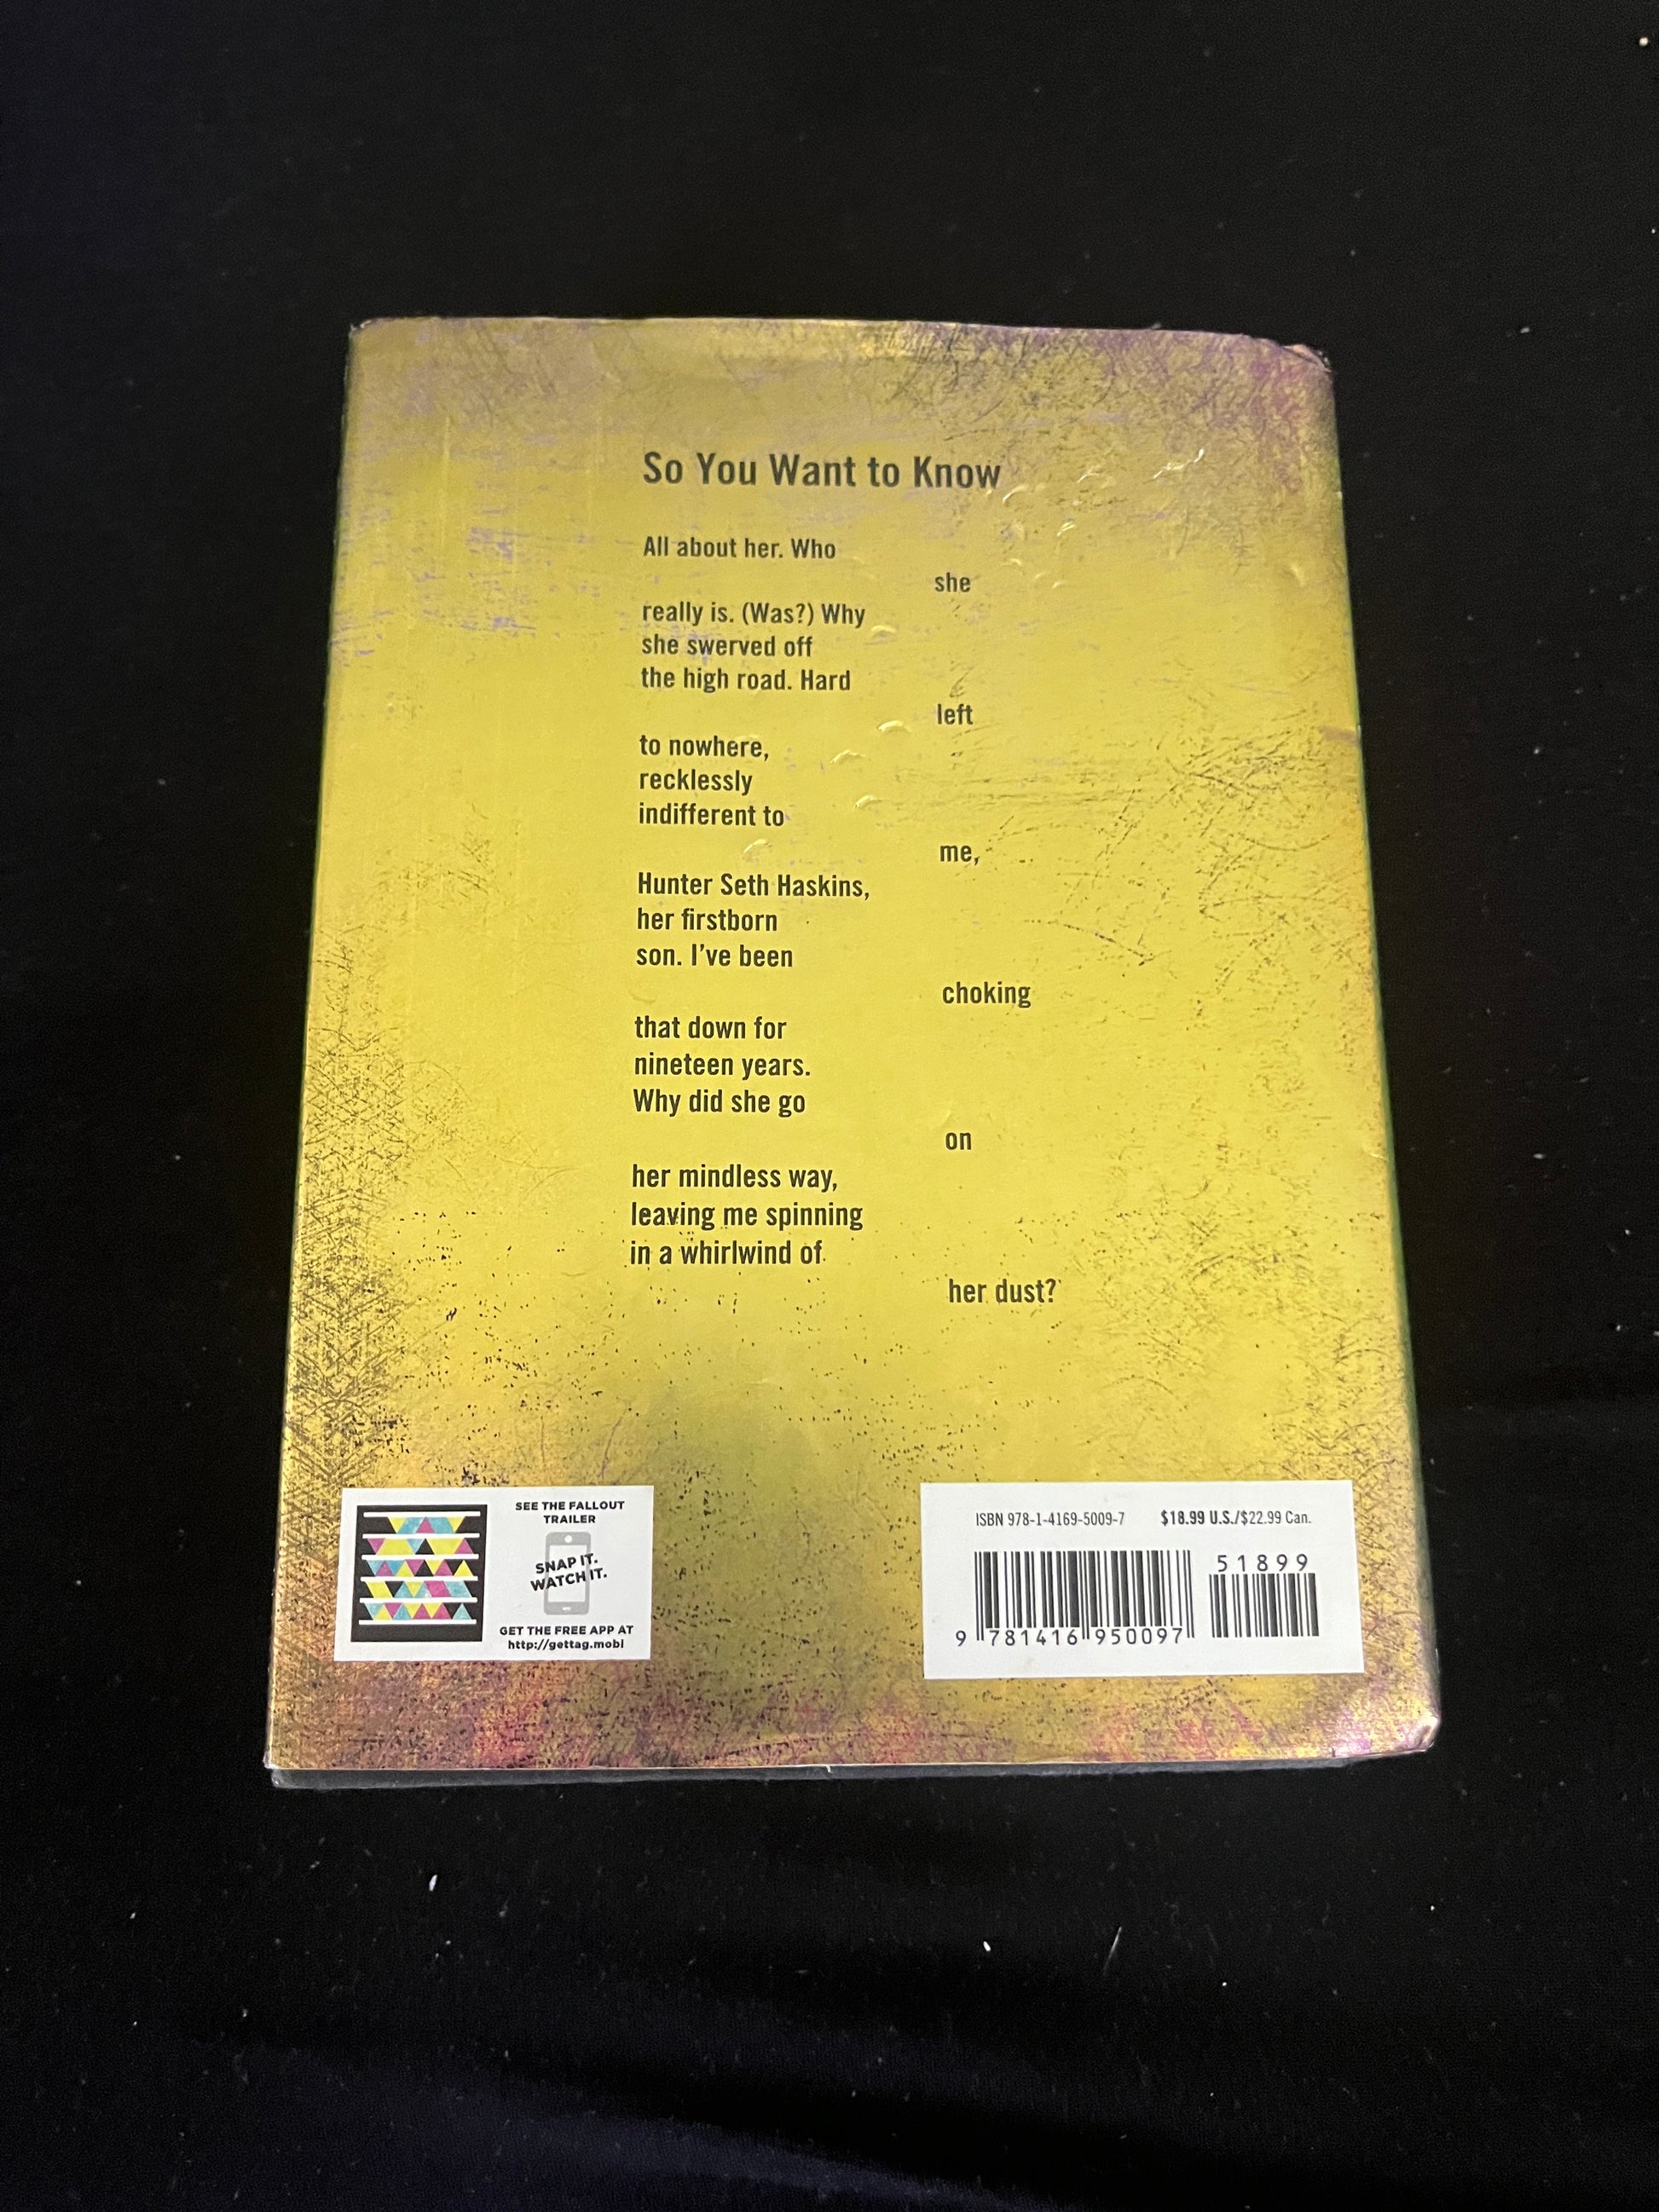 So You Want to Know
All about her. Who
she
really is. (Was?) Why
she swerved off
the high road. Hard
left
to nowhere,
recklessly
indifferent to
me,
Hunter Seth Haskins,
her firstborn
son. I've been
choking
that down for
nineteen years.
Why did she go
on
her mindless way,
leaving me spinning
in a whirlwind of
her dust?
SEE THE FALLOUT
TRAILER
SNAP IT.
WATCH IT.
GET THE FREE APP AT
http://gettag.mobi
ISBN 978-1-4169-5009-7 $18.99 U.S./$22.99 Can.
51899
9 781416 950097